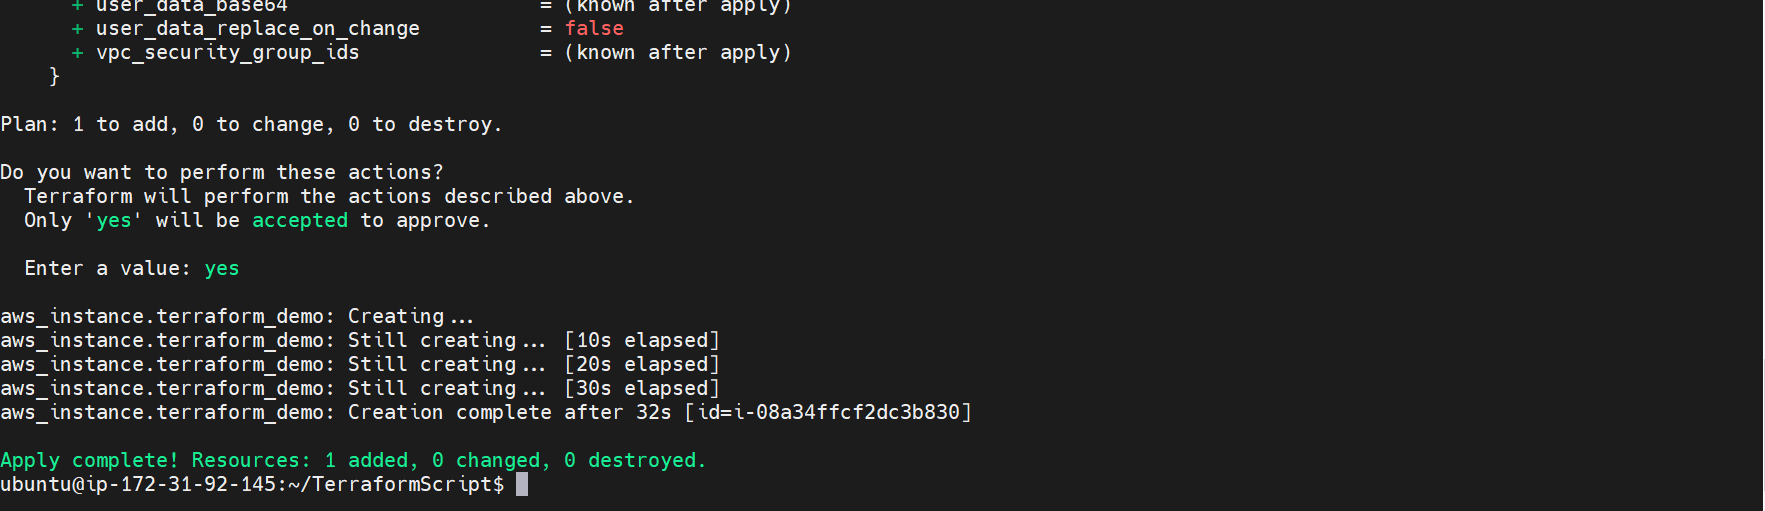 + user_data_base64                     = (known after apply)
+ user_data_replace_on_change          = false
+ vpc_security_group_ids               = (known after apply)
}
Plan: 1 to add, 0 to change, 0 to destroy.
Do you want to perform these actions?
Terraform will perform the actions described above.
Only 'yes' will be accepted to approve.
Enter a value: yes
aws_instance.terraform_demo: Creating...
aws_instance.terraform_demo: Still creating... [10s elapsed]
aws_instance.terraform_demo: Still creating... [20s elapsed]
aws_instance.terraform_demo: Still creating... [30s elapsed]
aws_instance.terraform_demo: Creation complete after 32s [id=i-08a34ffcf2dc3b830]
Apply complete! Resources: 1 added, 0 changed, 0 destroyed.
ubuntu@ip-172-31-92-145:~/TerraformScript$